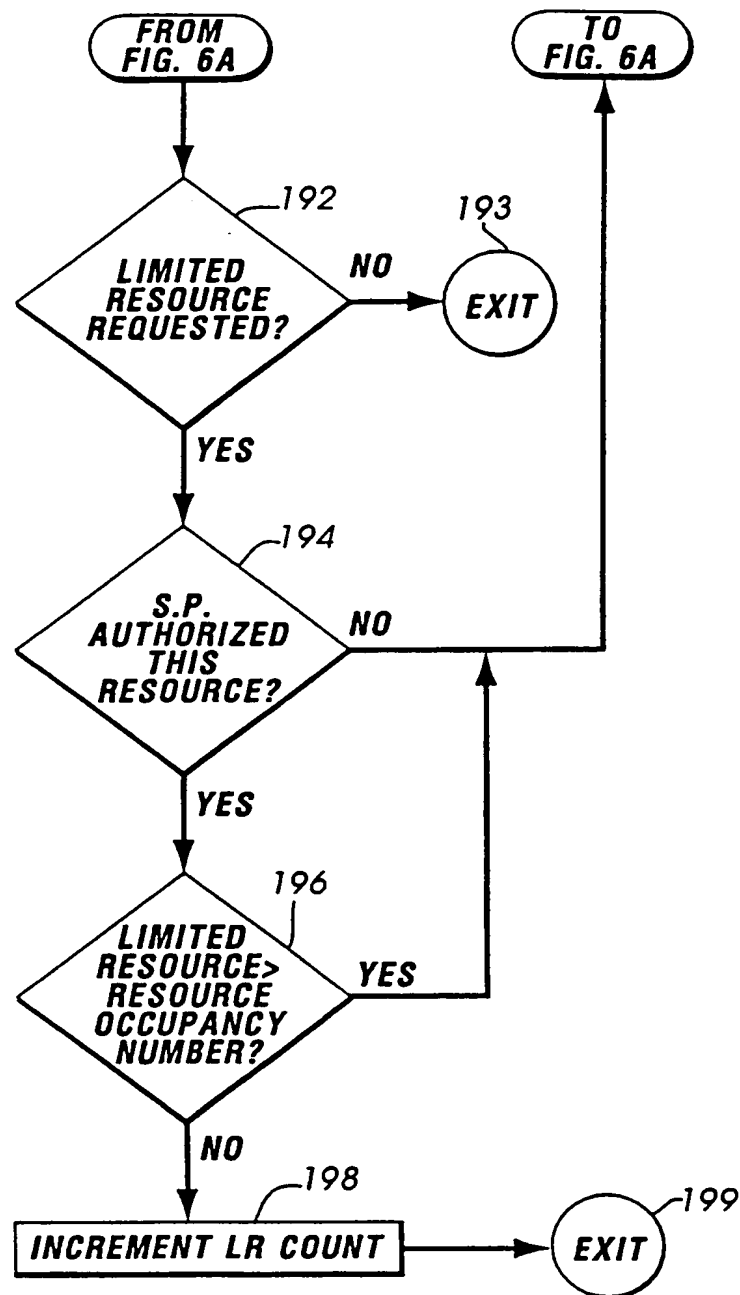 FROM
FIG. 6A
TO
FIG. 6A
192
LIMITED
RESOURCE
REQUESTED?
NO
193
EXIT
YES
194
S.P.
AUTHORIZED
THIS
RESOURCE?
NO
YES
196
LIMITED
RESOURCE>
RESOURCE
OCCUPANCY
NUMBER?
YES
NO
198
INCREMENT LR COUNT
199
EXIT